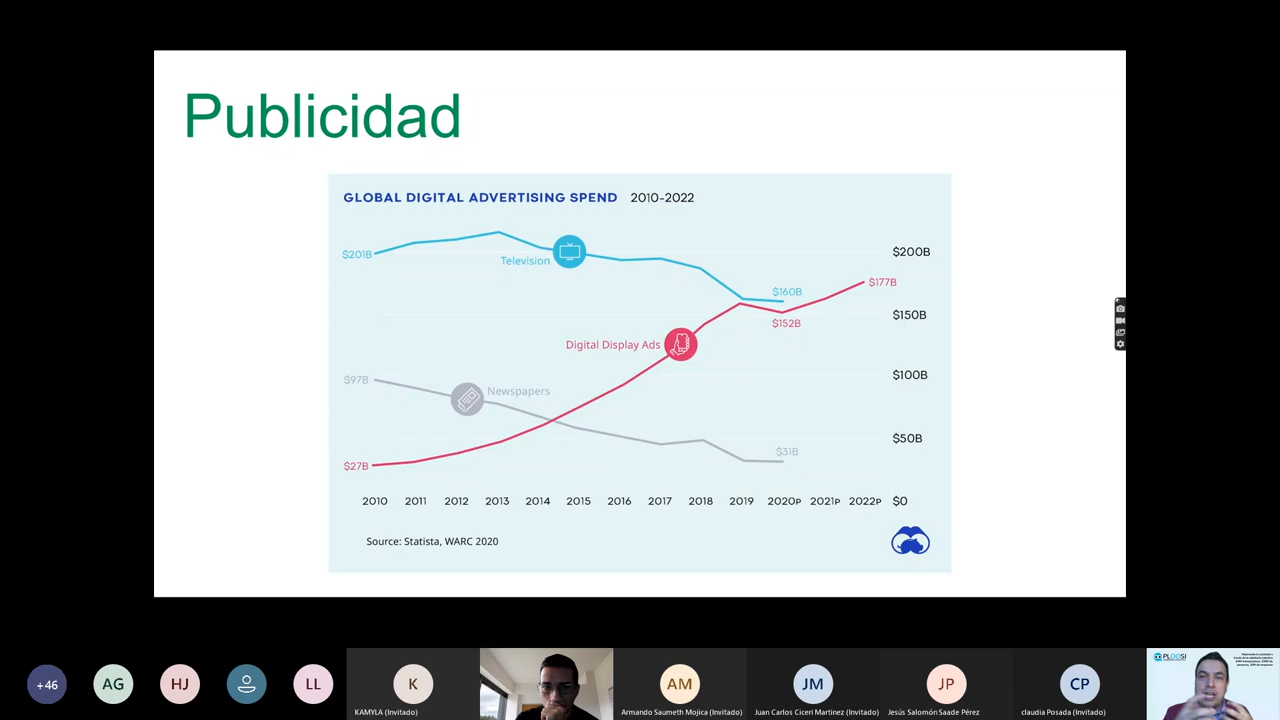 Publicidad
GLOBAL DIGITAL ADVERTISING SPEND 2010-2022
$201B
Television
$200B
$160B
$177B
$152B
$150B
Digital Display Ads
$97B
$100B
Newspapers
$50B
$31B
$27B
2010 2011 2012 2013 2014 2015 2016 2017 2018 2019 2020P 2021P 2022P $0
Source: Statista, WARC 2020
+46 AG HJ LL K AM JM JP CP
PLOOSI
KAMYLA (Invitado)
Armando Saumeth Mojica (Invitado)
Juan Carlos Ciceri Martinez (Invitado)
Jesús Salomón Saade Pérez
claudia Posada (Invitado)